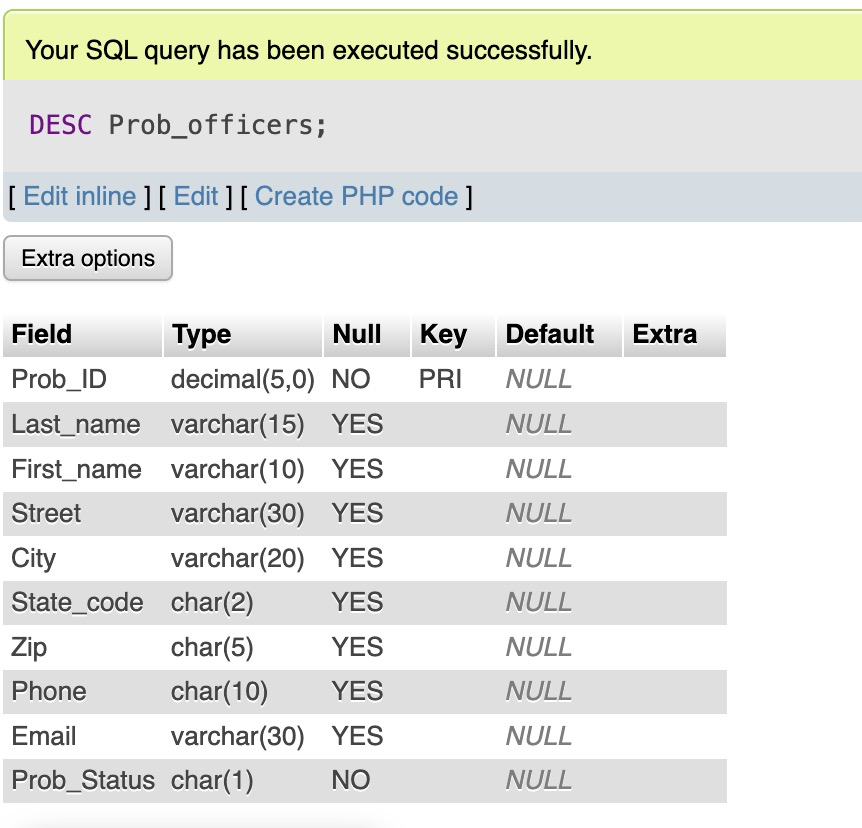 Your SQL query has been executed successfully.
DESC Prob_officers;
[ Edit inline ] [ Edit ] [ Create PHP code ]
Extra options
Field Type Null Key Default Extra
Prob_ID decimal(5,0) NO PRI NULL
Last_name varchar(15) YES NULL
First_name varchar(10) YES NULL
Street varchar(30) YES NULL
City varchar(20) YES NULL
State_code char(2) YES NULL
Zip char(5) YES NULL
Phone char(10) YES NULL
Email varchar(30) YES NULL
Prob_Status char(1) NO NULL